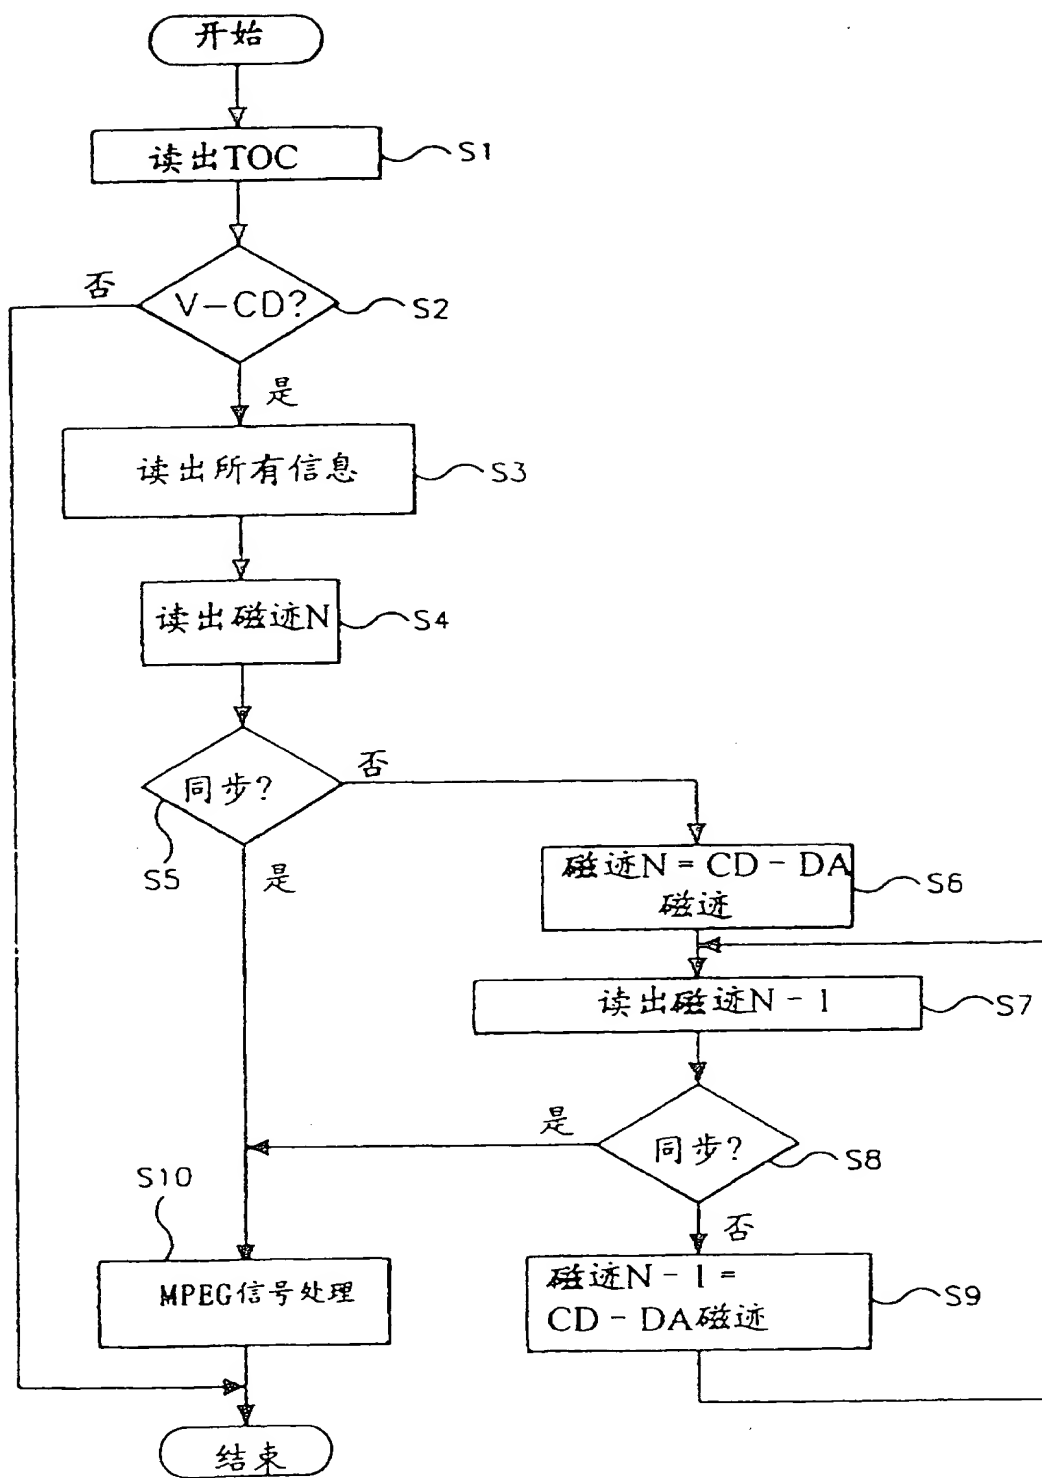 开始
读出TOC
S1
否
V-CD?
S2
是
读出所有信息
S3
读出磁迹N
S4
同步?
否
S5
是
磁迹N = CD - DA
磁迹
S6
读出磁迹N - 1
S7
是
同步?
S8
S10
否
MPEG信号处理
磁迹N - 1 =
CD - DA磁迹
S9
结束